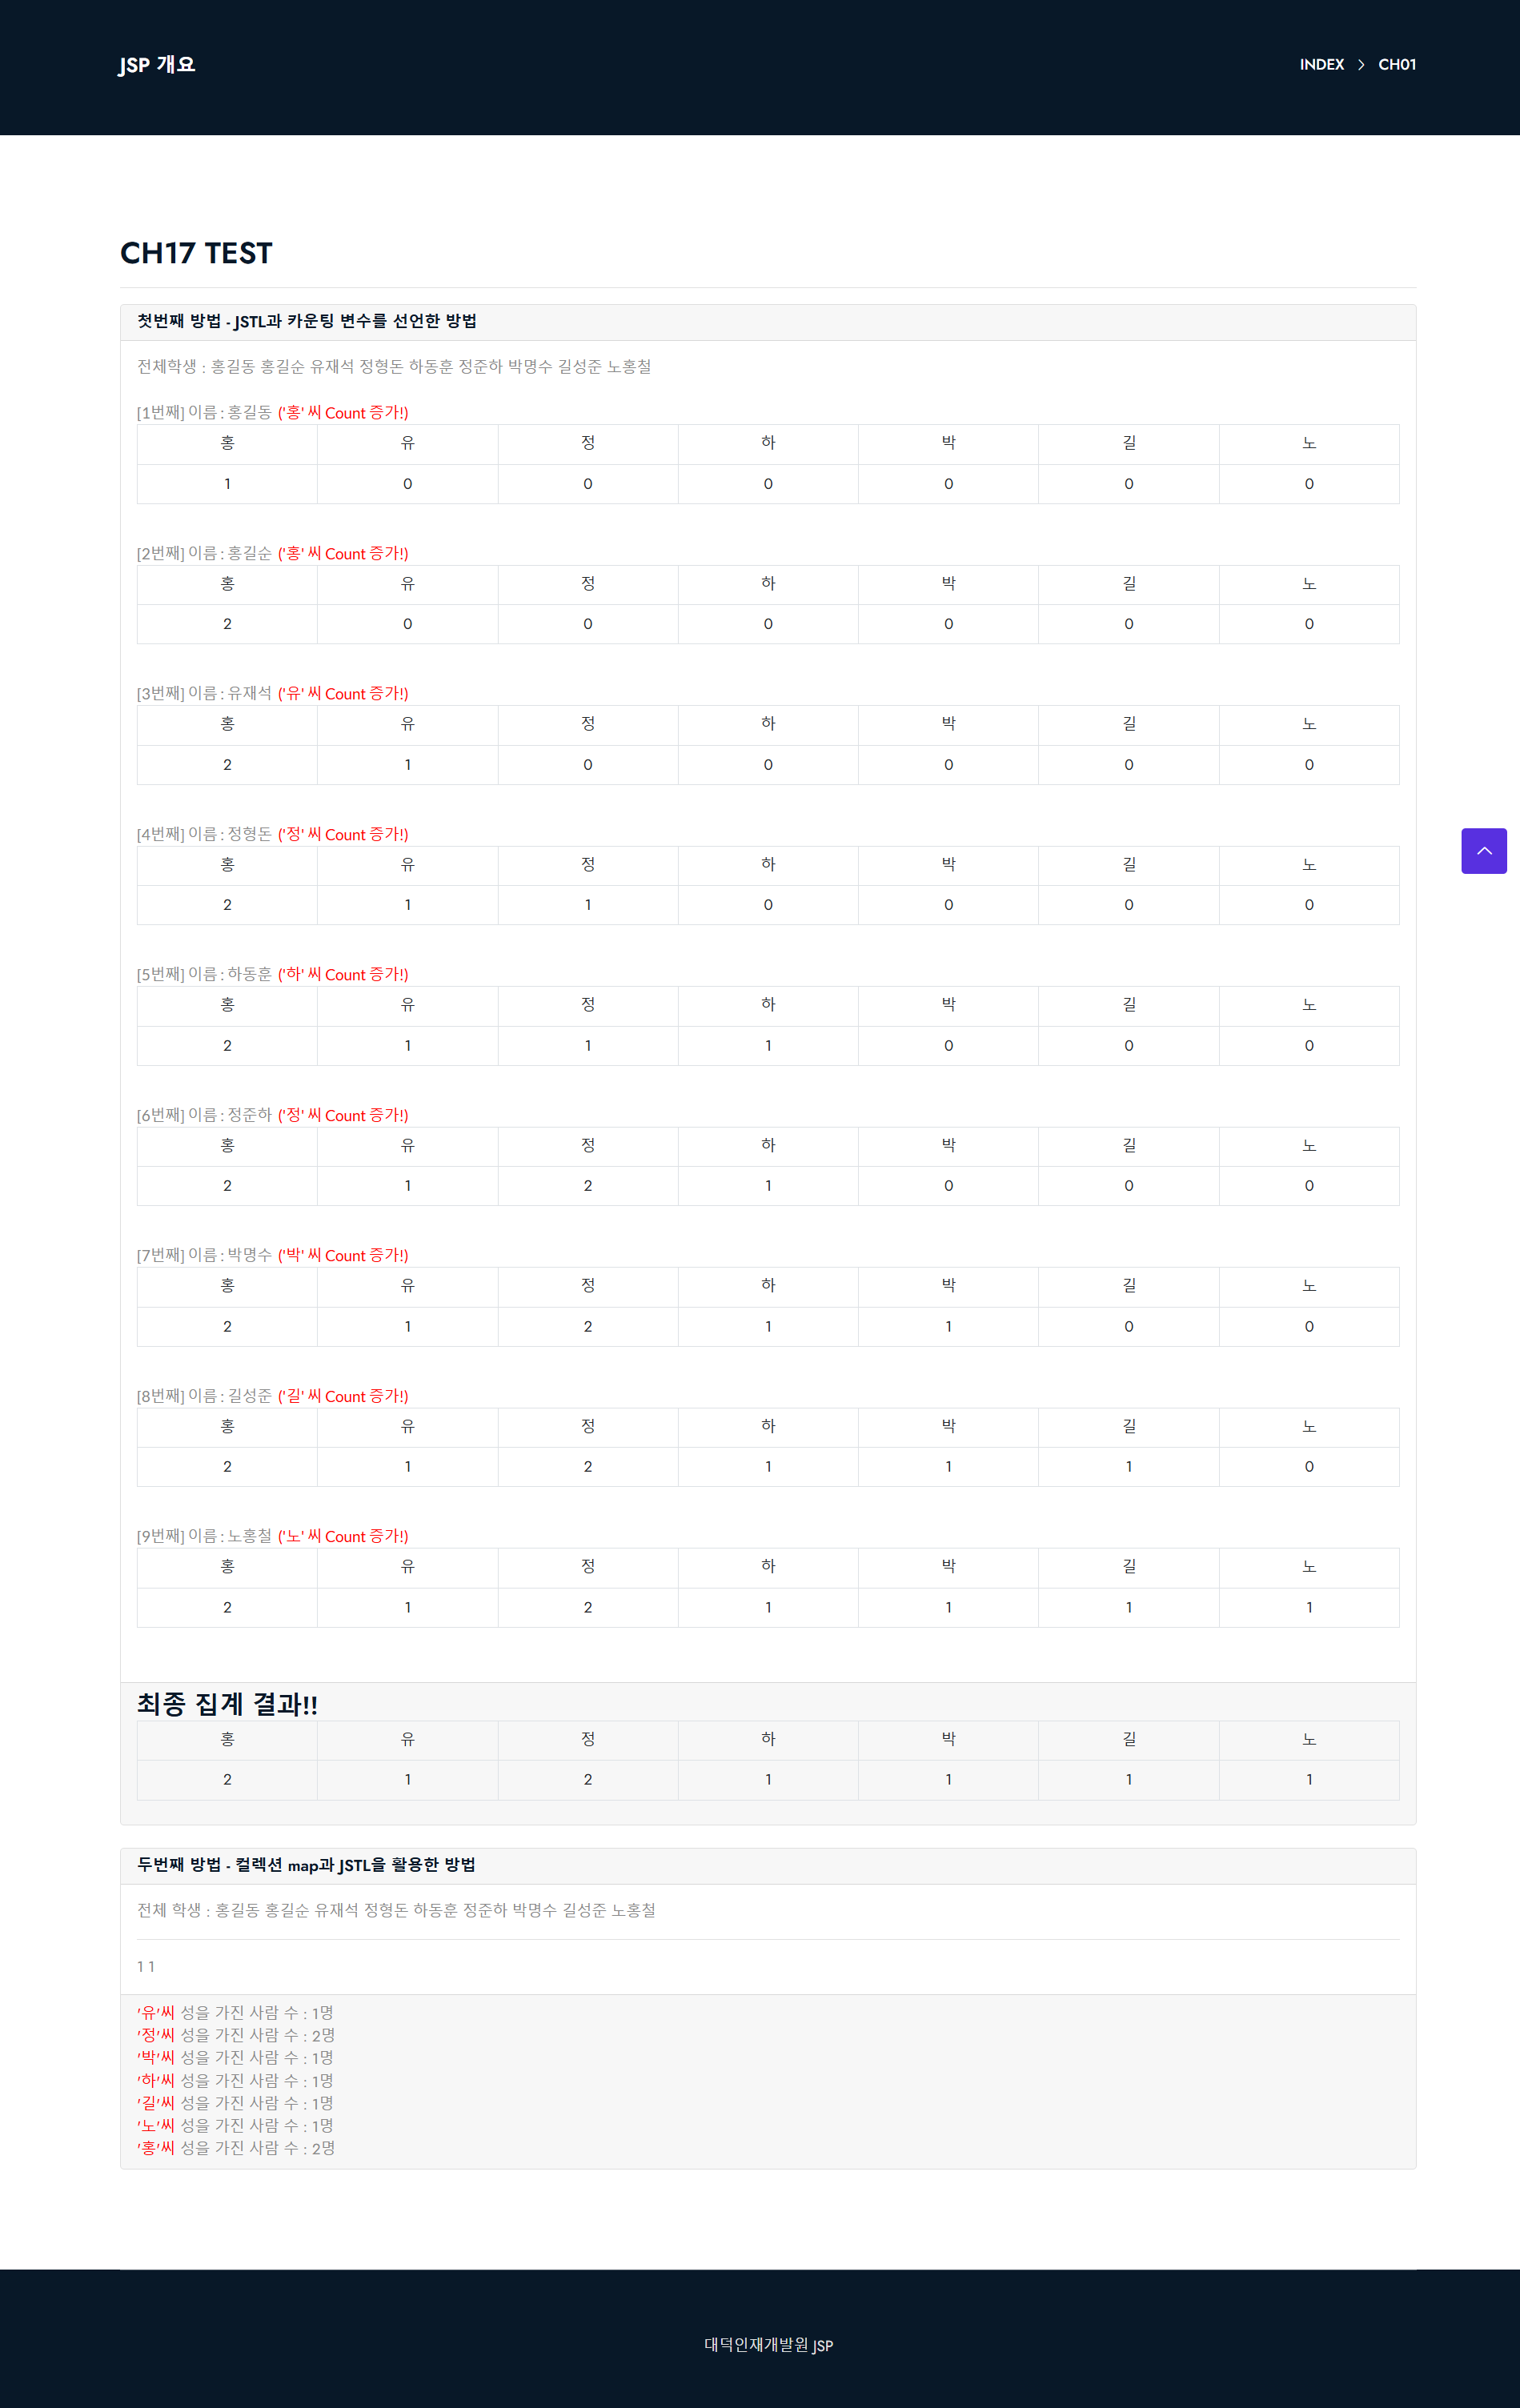 JSP 개요
INDEX > CH01
CH17 TEST
첫번째 방법 - JSTL과 카운팅 변수를 선언한 방법
전체학생 : 홍길동 홍길순 유재석 정형돈 하동훈 정준하 박명수 길성준 노홍철
[1번째] 이름 : 홍길동 ('홍' 씨 Count 증가!)
홍 유 정 하 박 길 노
1 0 0 0 0 0 0
[2번째] 이름 : 홍길순 ('홍' 씨 Count 증가!)
홍 유 정 하 박 길 노
2 0 0 0 0 0 0
[3번째] 이름 : 유재석 ('유' 씨 Count 증가!)
홍 유 정 하 박 길 노
2 1 0 0 0 0 0
[4번째] 이름 : 정형돈 ('정' 씨 Count 증가!)
홍 유 정 하 박 길 노
2 1 1 0 0 0 0
[5번째] 이름 : 하동훈 ('하' 씨 Count 증가!)
홍 유 정 하 박 길 노
2 1 1 1 0 0 0
[6번째] 이름 : 정준하 ('정' 씨 Count 증가!)
홍 유 정 하 박 길 노
2 1 2 1 0 0 0
[7번째] 이름 : 박명수 ('박' 씨 Count 증가!)
홍 유 정 하 박 길 노
2 1 2 1 1 0 0
[8번째] 이름 : 길성준 ('길' 씨 Count 증가!)
홍 유 정 하 박 길 노
2 1 2 1 1 1 0
[9번째] 이름 : 노홍철 ('노' 씨 Count 증가!)
홍 유 정 하 박 길 노
2 1 2 1 1 1 1
최종 집계 결과!!
홍 유 정 하 박 길 노
2 1 2 1 1 1 1
두번째 방법 - 컬렉션 map과 JSTL을 활용한 방법
전체 학생 : 홍길동 홍길순 유재석 정형돈 하동훈 정준하 박명수 길성준 노홍철
1 1
'유'씨 성을 가진 사람 수 : 1명
'정'씨 성을 가진 사람 수 : 2명
'박'씨 성을 가진 사람 수 : 1명
'하'씨 성을 가진 사람 수 : 1명
'길'씨 성을 가진 사람 수 : 1명
'노'씨 성을 가진 사람 수 : 1명
'홍'씨 성을 가진 사람 수 : 2명
대덕인재개발원 JSP